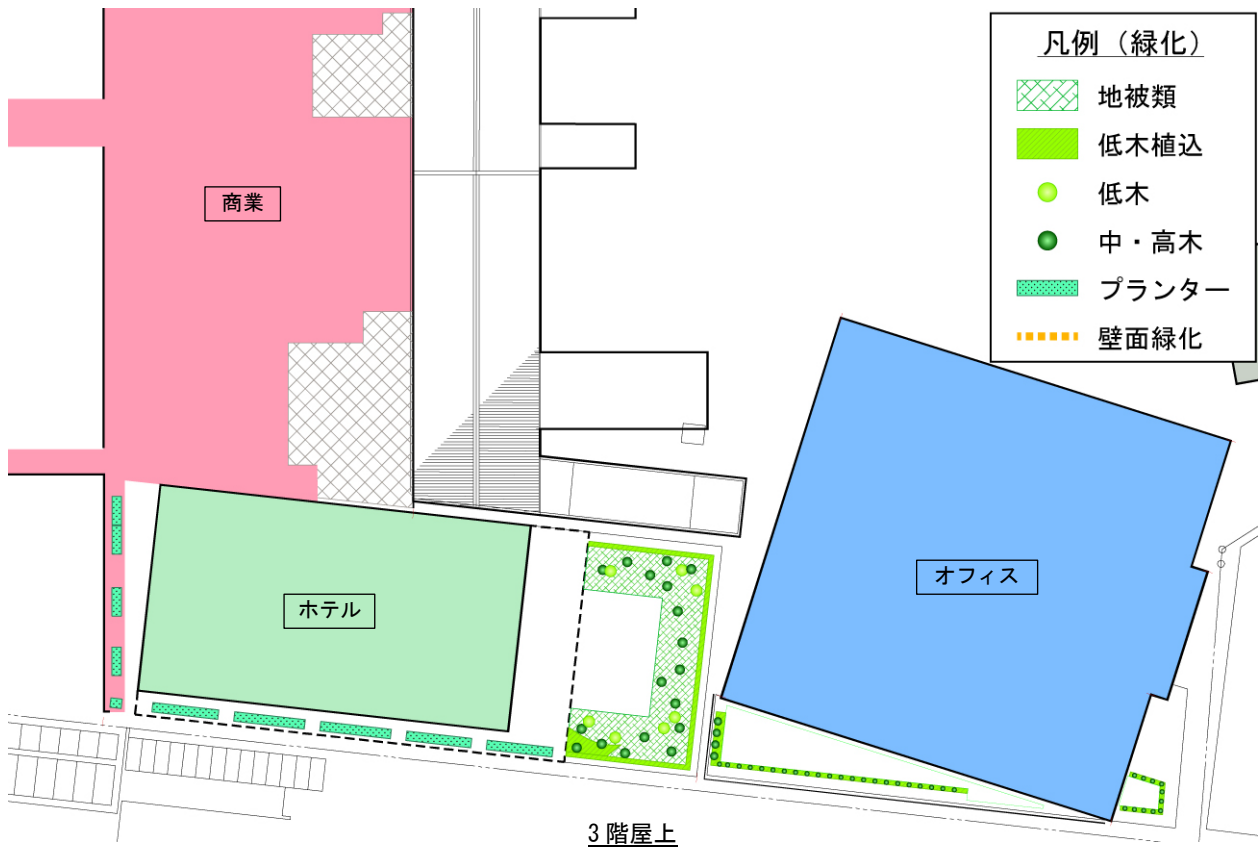 凡例（緑化）
地被類
低木植込
低木
中・高木
プランター
壁面緑化
商業
ホテル
オフィス
3階屋上